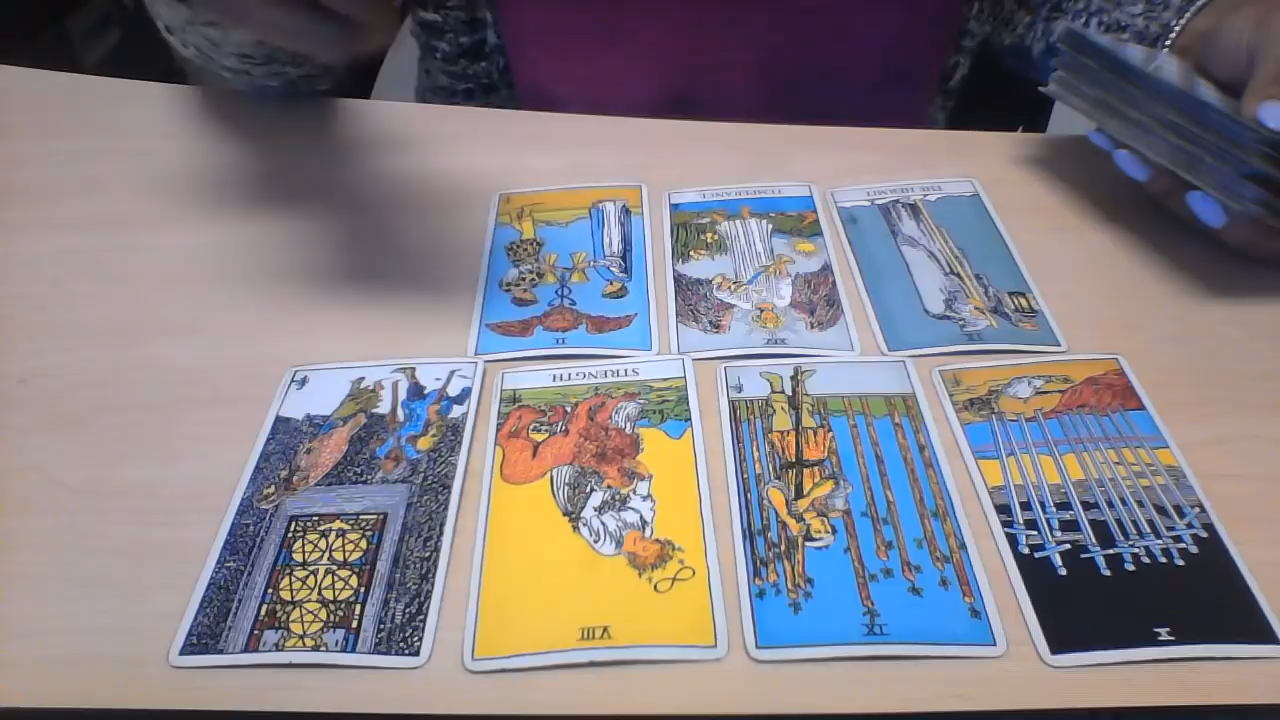 TEMPERANCE
THE HERMIT
II
XIV
IX
STRENGTH
VIII
IX
X